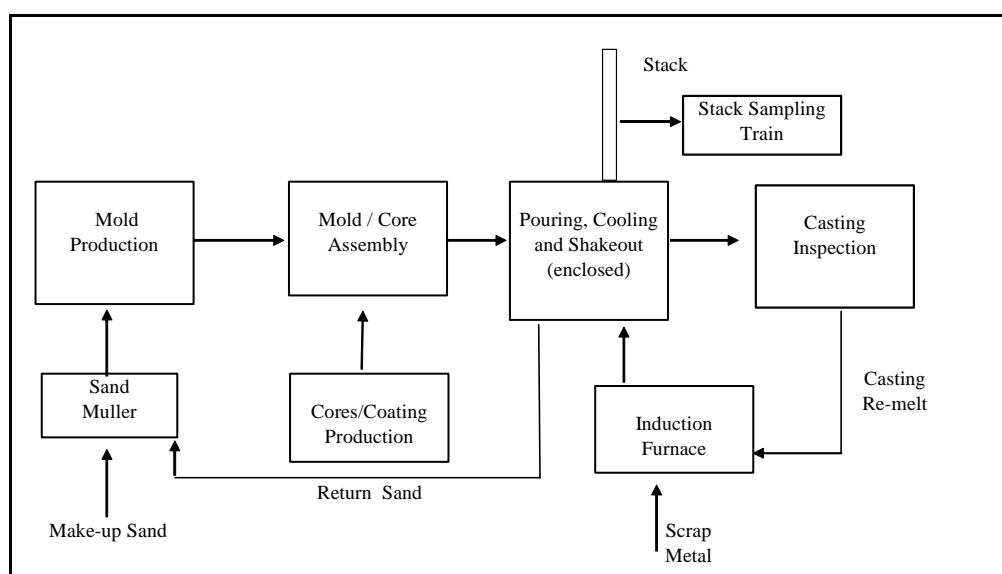 Stack
Stack Sampling
Train
Mold
Production
Mold / Core
Assembly
Pouring, Cooling
and Shakeout
(enclosed)
Casting
Inspection
Sand
Muller
Cores/Coating
Production
Induction
Furnace
Casting
Re-melt
Return Sand
Make-up Sand
Scrap
Metal